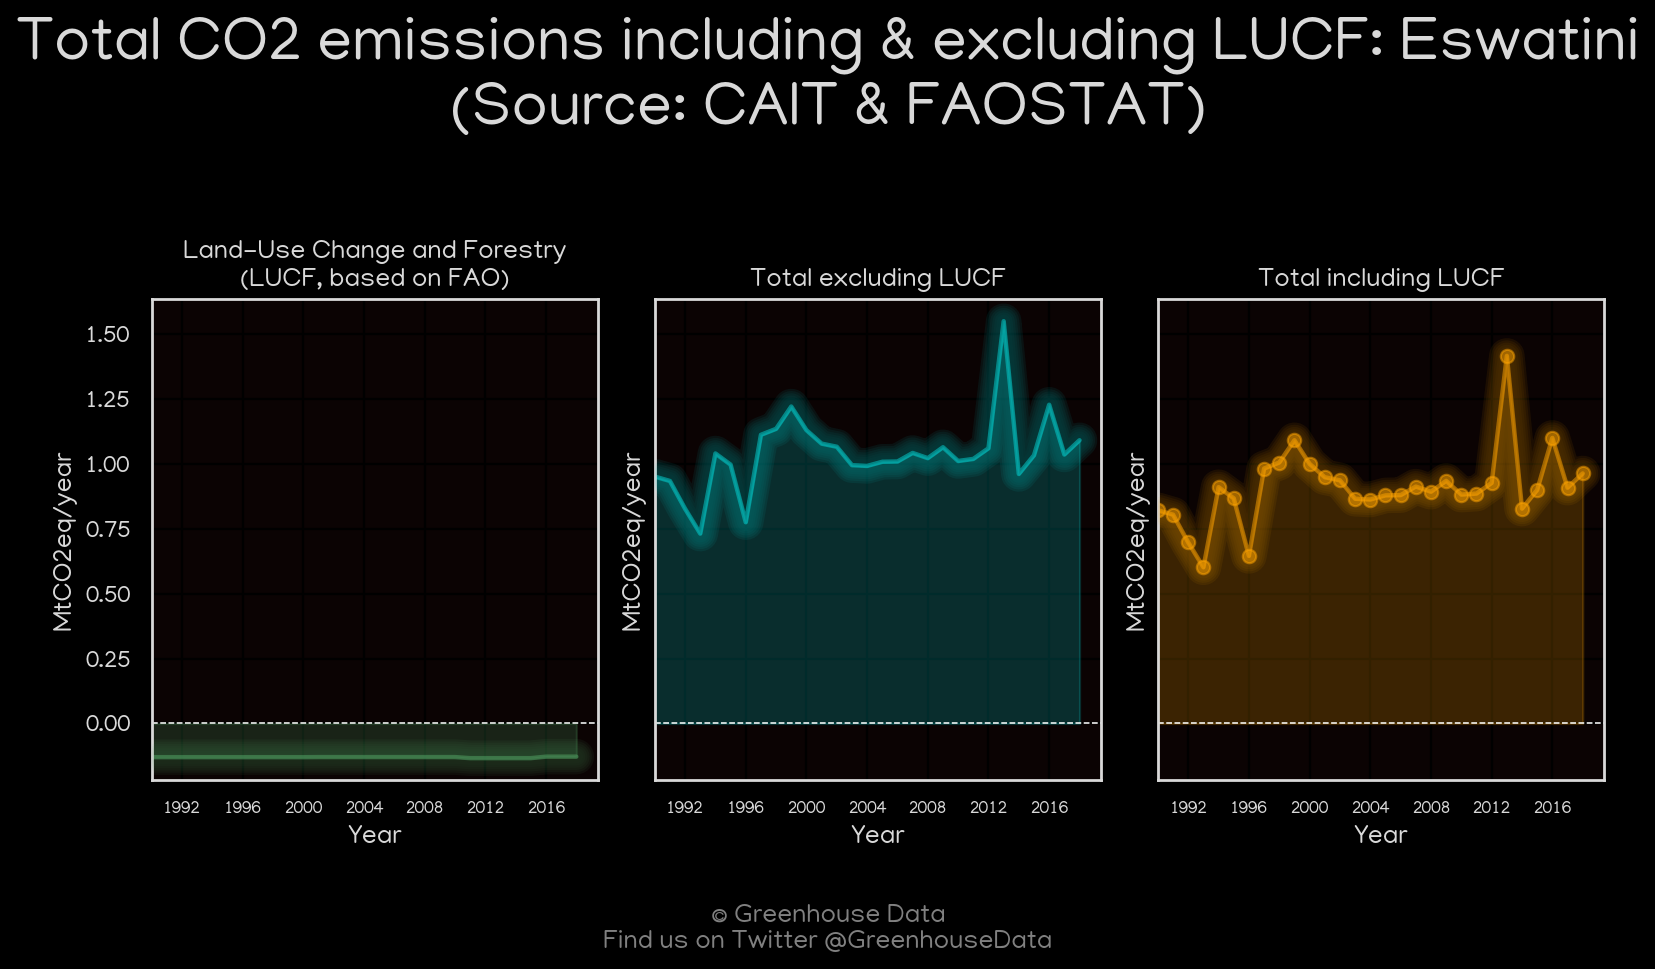 Total CO2 emissions including & excluding LUCF: Eswatini
(Source: CAIT & FAOSTAT)
Land-Use Change and Forestry
(LUCF, based on FAO)
Total excluding LUCF
Total including LUCF
1.50
1.25
1.00
0.75
0.50
0.25
0.00
MtCO2eq/year
MtCO2eq/year
MtCO2eq/year
1992 1996 2000 2004 2008 2012 2016
1992 1996 2000 2004 2008 2012 2016
1992 1996 2000 2004 2008 2012 2016
Year
Year
Year
© Greenhouse Data
Find us on Twitter @GreenhouseData